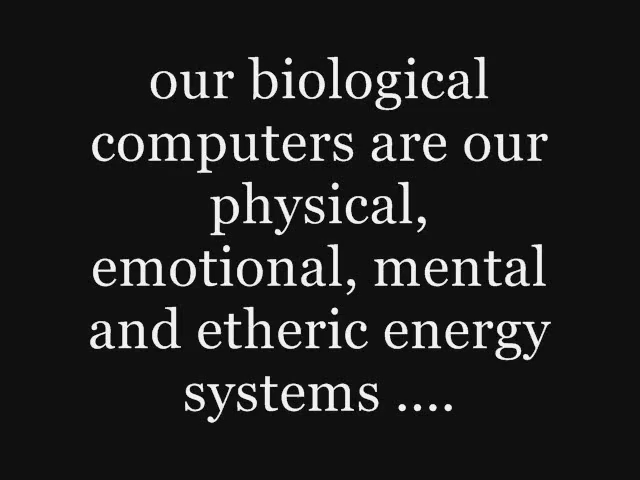 our biological
computers are our
physical,
emotional, mental
and etheric energy
systems ....